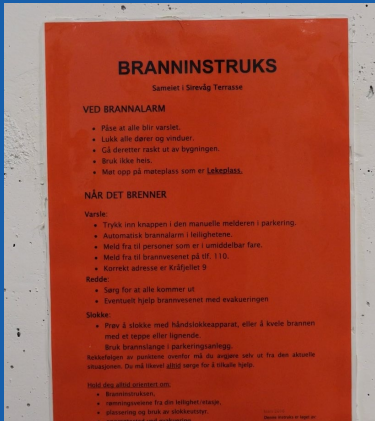 BRANNINSTRUKS
Sameiet i Sirevåg Terrasse
VED BRANNALARM
• Påse at alle blir varslet.
• Lukk alle dører og vinduer.
• Gå deretter raskt ut av bygningen.
• Bruk ikke heis.
• Møt opp på møteplass som er Lekeplass.
NÅR DET BRENNER
Varsle:
• Trykk inn knappen i den manuelle melderen i parkering.
• Automatisk brannalarm i leilighetene.
• Meld fra til personer som er i umiddelbar fare.
• Meld fra til brannvesenet på tlf. 110.
• Korrekt adresse er Kråfjellet 9
Redde:
• Sørg for at alle kommer ut
• Eventuelt hjelp brannvesenet med evakueringen
Slokke:
• Prøv å slokke med håndslokkeapparat, eller å kvele brannen
med et teppe eller lignende.
Bruk brannslange i parkeringsanlegg.
Rekkefølgen av punktene ovenfor må du avgjøre selv ut fra den aktuelle
situasjonen. Du må likevel alltid sørge for å tilkalle hjelp.
Hold deg alltid orientert om:
• Branninstruksen,
• rømningsveiene fra din leilighet/etasje,
• plassering og bruk av slokkeutstyr.